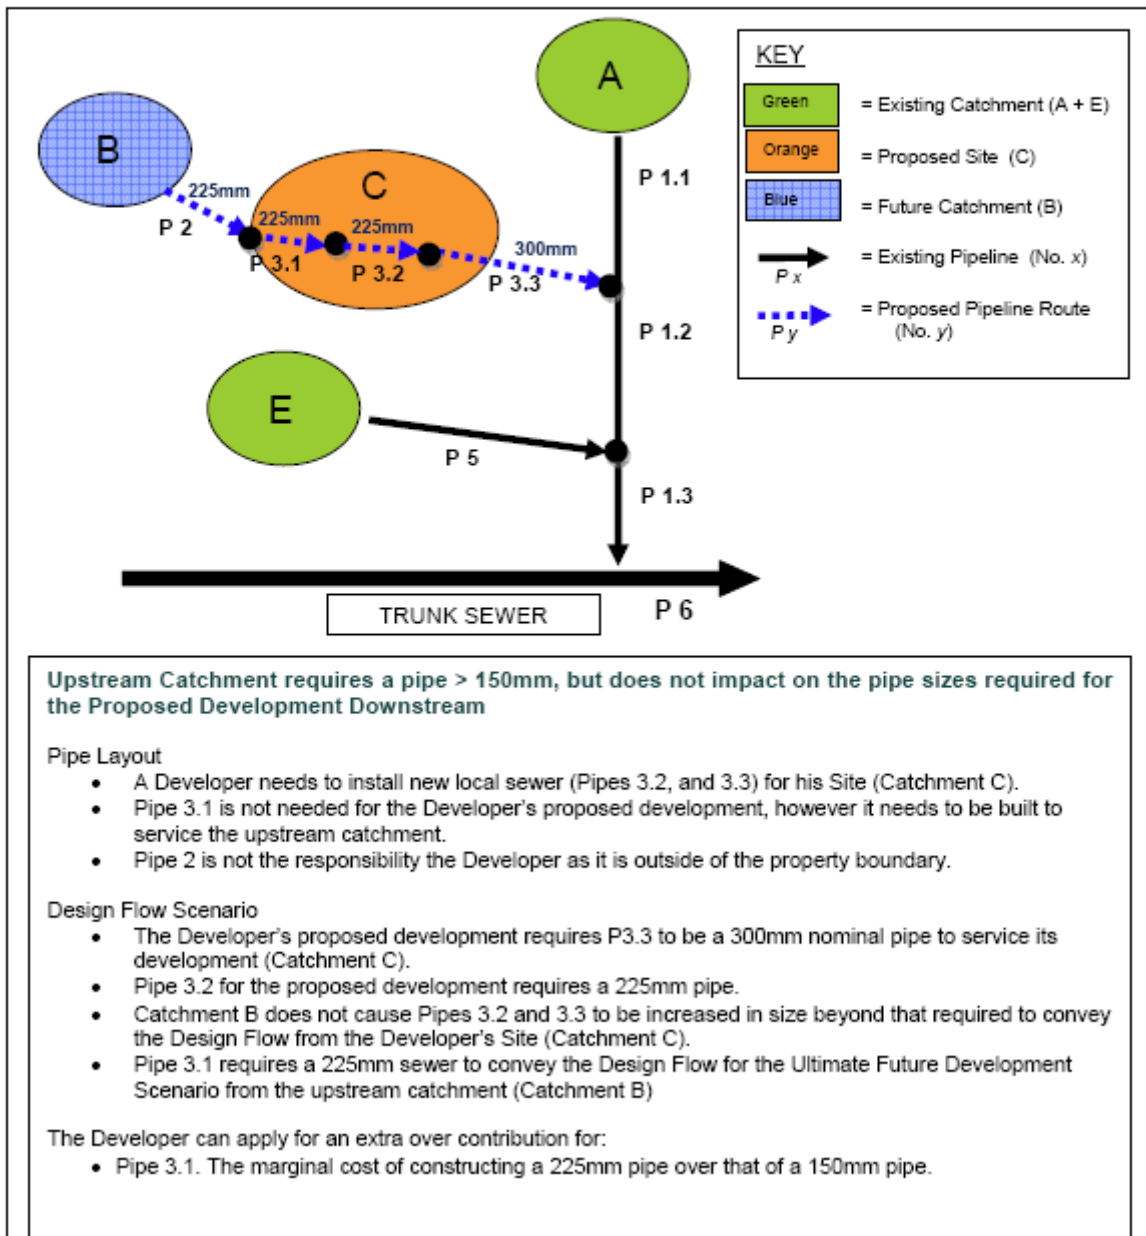 A
B
C
225mm
P 2
225mm
P 3.1
225mm
P 3.2
300mm
P 3.3
P 1.1
P 1.2
E
P 5
P 1.3
TRUNK SEWER
P 6
KEY
Green
= Existing Catchment (A + E)
Orange
= Proposed Site (C)
Blue
= Future Catchment (B)
P x
= Existing Pipeline (No. x)
P y
= Proposed Pipeline Route
(No. y)
Upstream Catchment requires a pipe > 150mm, but does not impact on the pipe sizes required for
the Proposed Development Downstream
Pipe Layout
• A Developer needs to install new local sewer (Pipes 3.2, and 3.3) for his Site (Catchment C).
• Pipe 3.1 is not needed for the Developer's proposed development, however it needs to be built to
service the upstream catchment.
• Pipe 2 is not the responsibility the Developer as it is outside of the property boundary.
Design Flow Scenario
• The Developer's proposed development requires P3.3 to be a 300mm nominal pipe to service its
development (Catchment C).
• Pipe 3.2 for the proposed development requires a 225mm pipe.
• Catchment B does not cause Pipes 3.2 and 3.3 to be increased in size beyond that required to convey
the Design Flow from the Developer's Site (Catchment C).
• Pipe 3.1 requires a 225mm sewer to convey the Design Flow for the Ultimate Future Development
Scenario from the upstream catchment (Catchment B)
The Developer can apply for an extra over contribution for:
• Pipe 3.1. The marginal cost of constructing a 225mm pipe over that of a 150mm pipe.